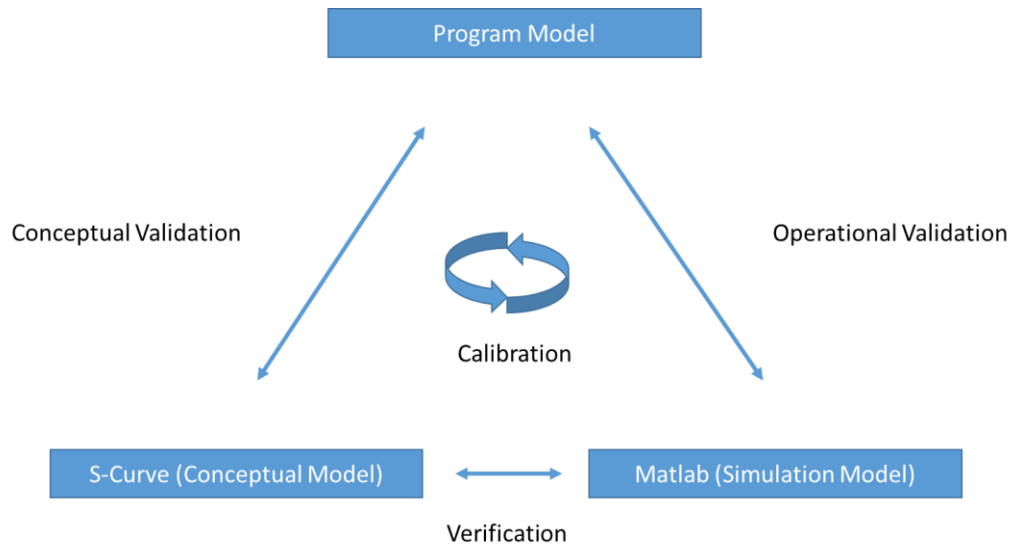 Program Model
Conceptual Validation
Operational Validation
Calibration
S-Curve (Conceptual Model)
Matlab (Simulation Model)
Verification